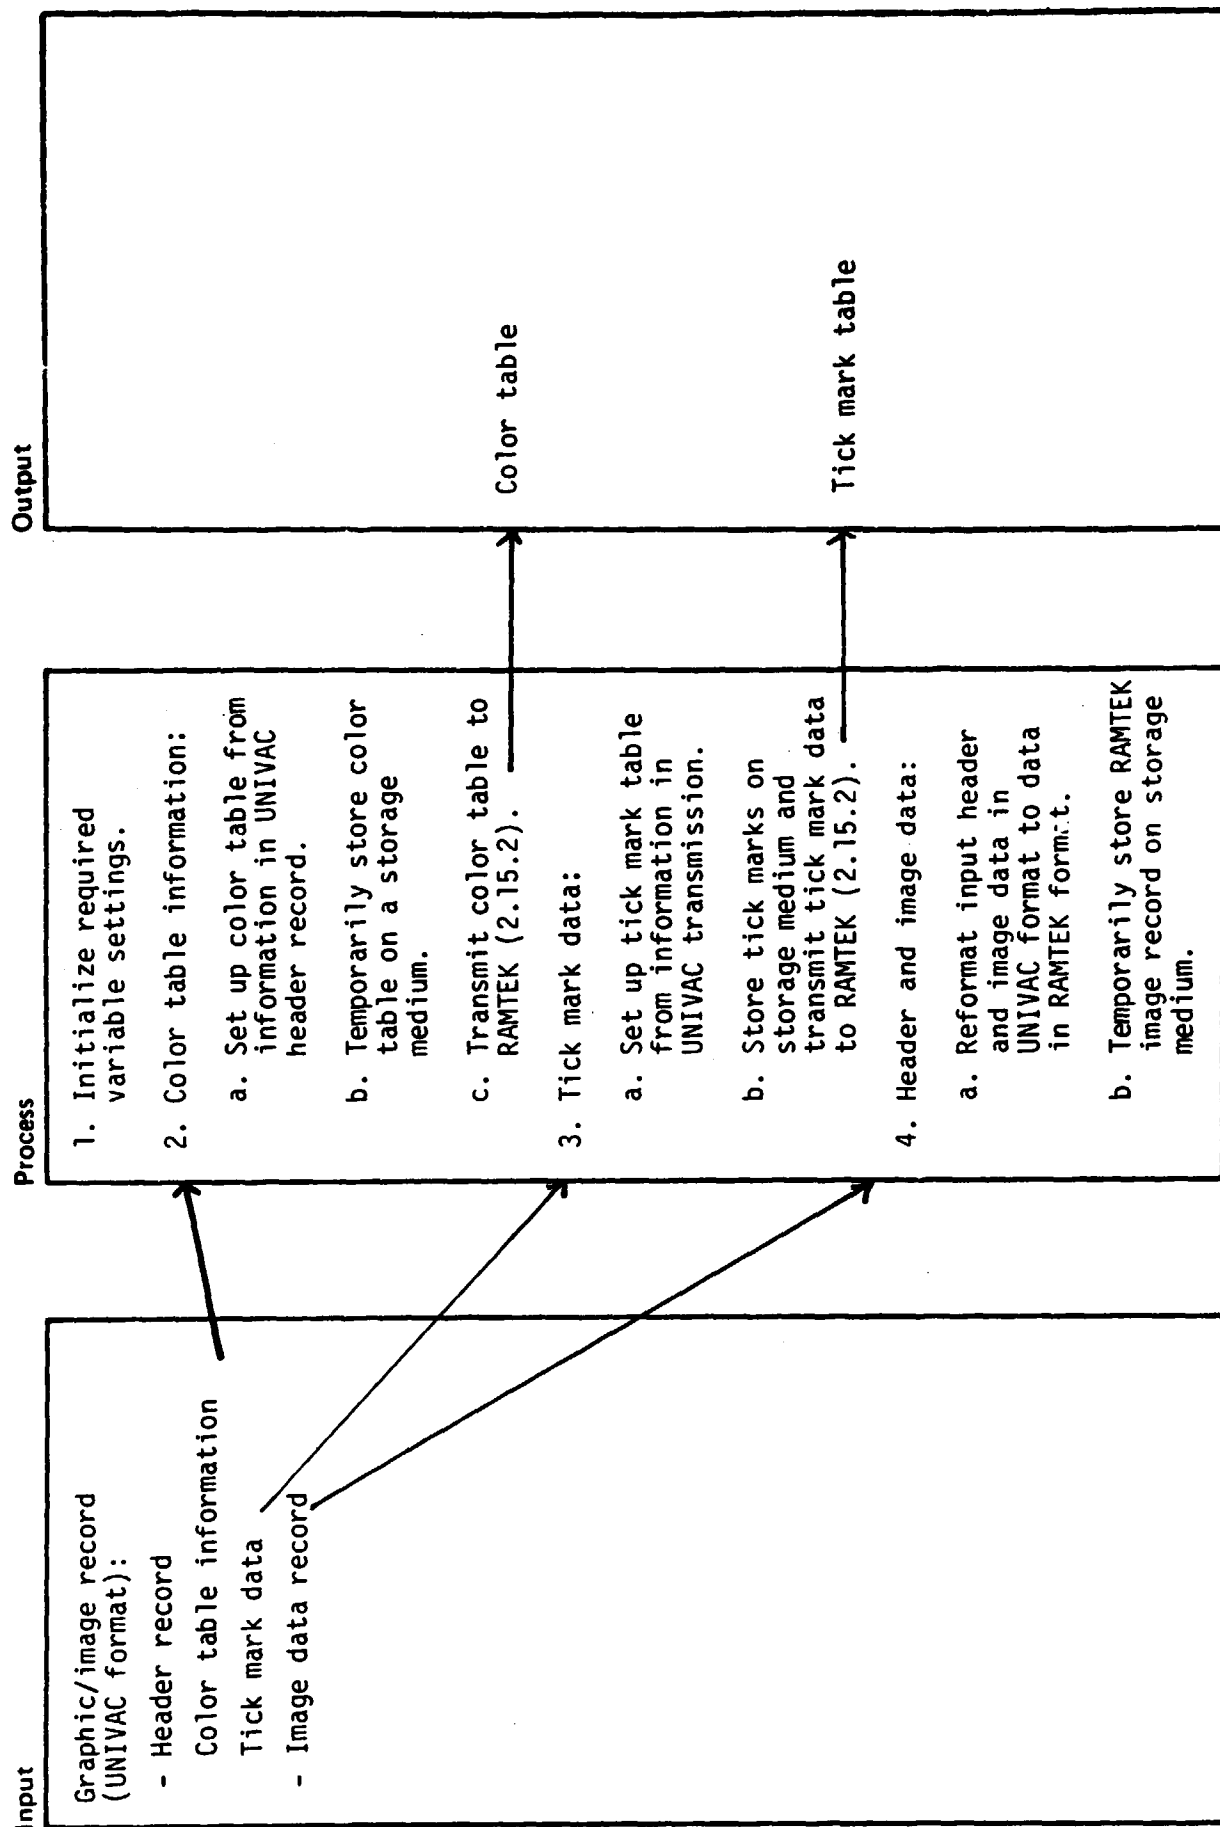 Input
Graphic/image record
(UNIVAC format):
- Header record
Color table information
Tick mark data
- Image data record
Process
1. Initialize required
variable settings.
2. Color table information:
a. Set up color table from
information in UNIVAC
header record.
b. Temporarily store color
table on a storage
medium.
c. Transmit color table to
RAMTEK (2.15.2).
3. Tick mark data:
a. Set up tick mark table
from information in
UNIVAC transmission.
b. Store tick marks on
storage medium and
transmit tick mark data
to RAMTEK (2.15.2).
4. Header and image data:
a. Reformat input header
and image data in
UNIVAC format to data
in RAMTEK format.
b. Temporarily store RAMTEK
image record on storage
medium.
Output
Color table
Tick mark table